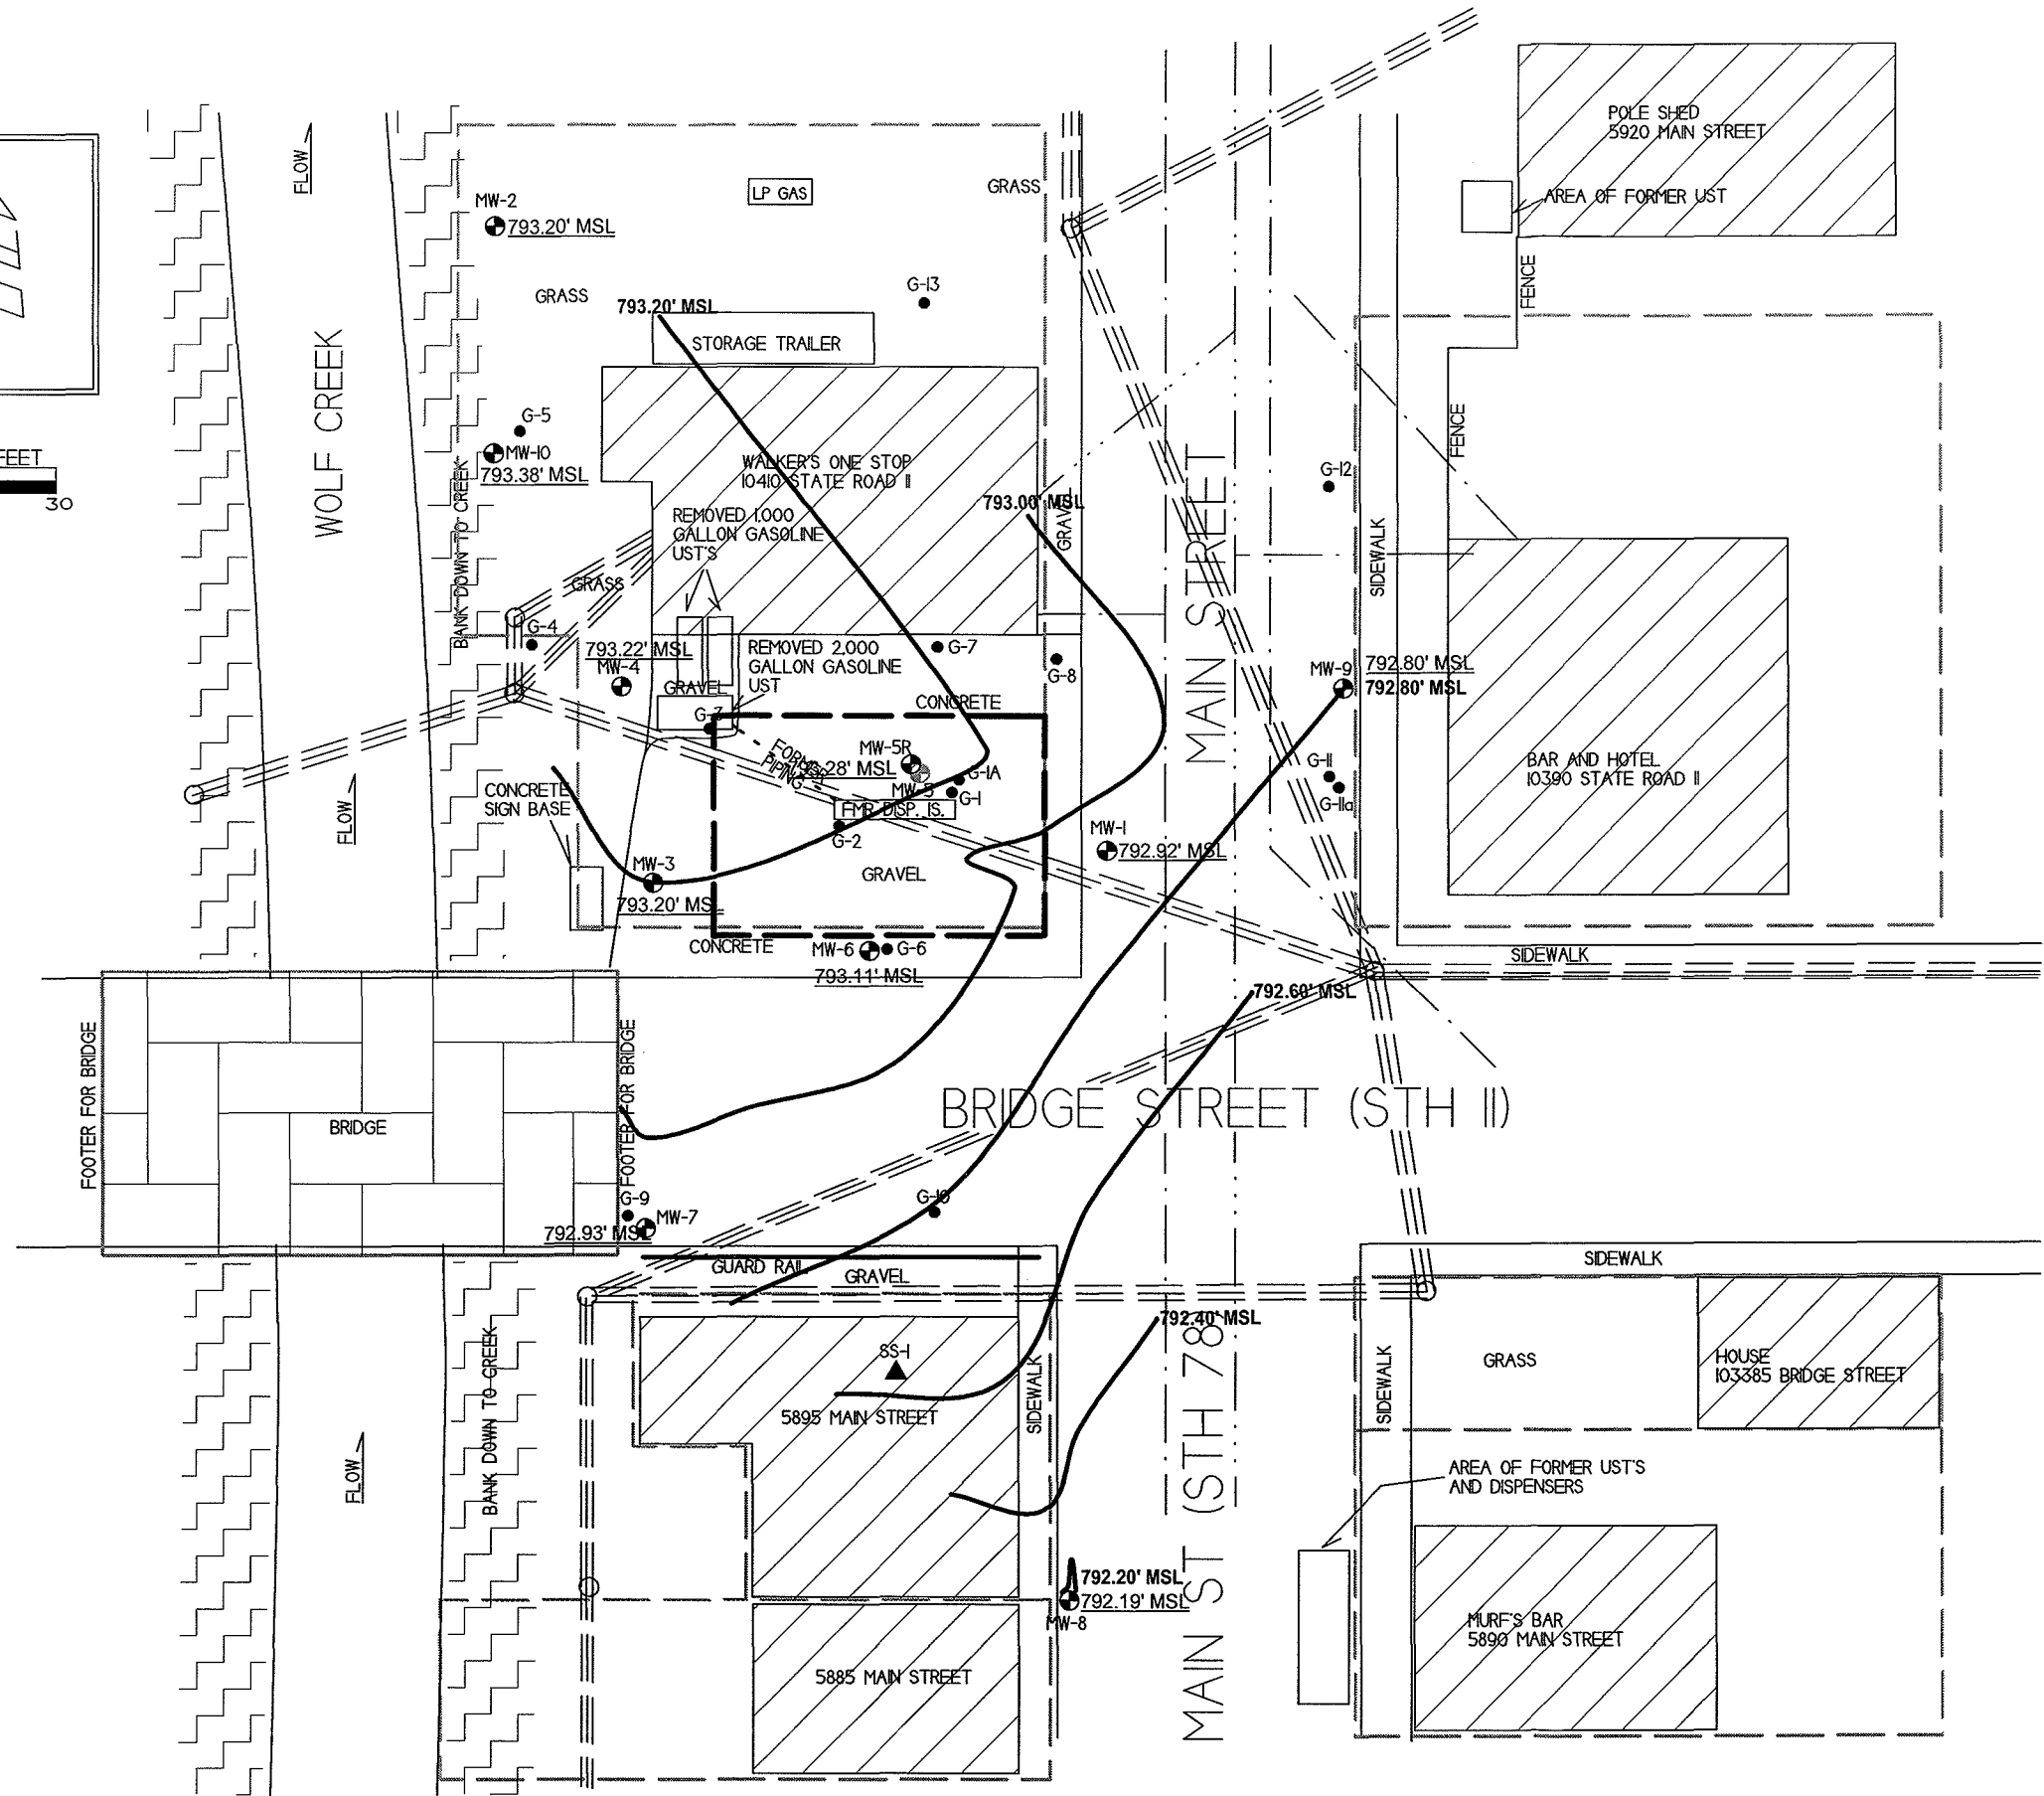 POLE SHED
5920 MAIN STREET
AREA OF FORMER UST
FLOW
LP GAS
GRASS
MW-2
793.20' MSL
FENCE
G-13
GRASS
793.20' MSL
STORAGE TRAILER
WOLF CREEK
G-5
MW-10
793.38' MSL
FEET
30
WALKER'S ONE STOP
10410 STATE ROAD 11
793.00' MSL
GRAVEL
MAIN STREET
G-12
FENCE
SIDEWALK
REMOVED 1,000
GALLON GASOLINE
UST'S
BANK DOWN TO CREEK
GRASS
G-4
793.22' MSL
MW-4
REMOVED 2,000
GALLON GASOLINE
UST
GRAVEL
G-7
G-8
CONCRETE
MW-9
792.80' MSL
792.80' MSL
G-3
FORMER
PIPING
MW-5R
.28' MSL
MW-5
G-1A
G-1
FMR. DISP. IS.
G-2
CONCRETE
SIGN BASE
FLOW
G-11
G-11a
BAR AND HOTEL
10390 STATE ROAD 11
MW-1
792.92' MSL
MW-3
793.20' MSL
GRAVEL
CONCRETE
MW-6
G-6
793.11' MSL
SIDEWALK
792.60' MSL
FOOTER FOR BRIDGE
BRIDGE
FOOTER FOR BRIDGE
BRIDGE STREET (STH 11)
G-9
MW-7
792.93' MSL
G-10
GUARD RAIL
GRAVEL
SIDEWALK
792.40' MSL
SS-1
5895 MAIN STREET
SIDEWALK
MAIN ST (STH 78)
SIDEWALK
GRASS
HOUSE
103385 BRIDGE STREET
FLOW
BANK DOWN TO CREEK
AREA OF FORMER UST'S
AND DISPENSERS
792.20' MSL
792.19' MSL
MW-8
MURF'S BAR
5890 MAIN STREET
5885 MAIN STREET